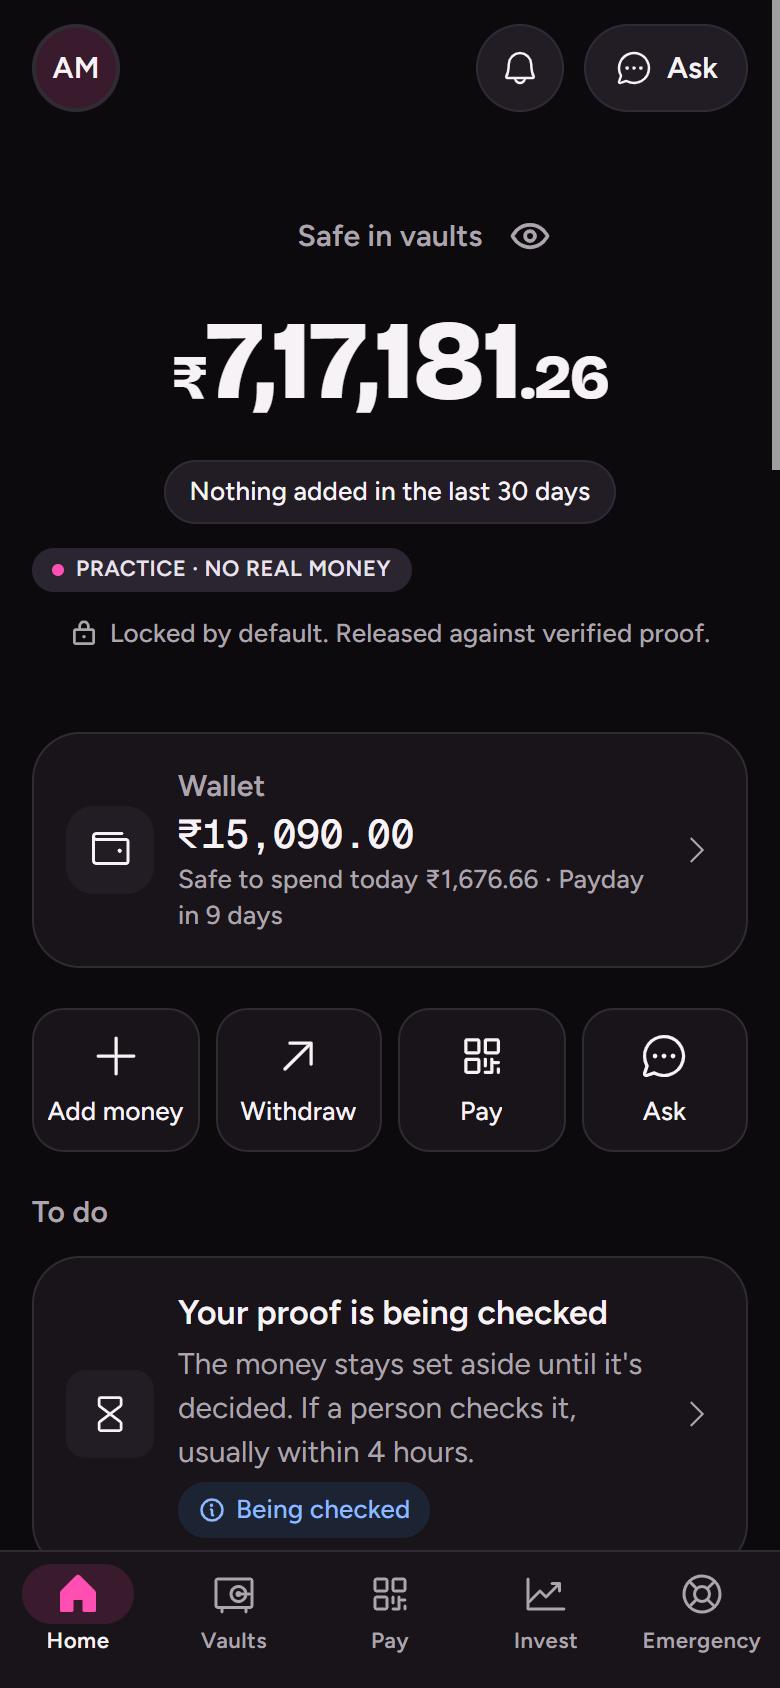 AM
Ask
Safe in vaults
₹7,17,181.26
Nothing added in the last 30 days
PRACTICE · NO REAL MONEY
Locked by default. Released against verified proof.
Wallet
₹15,090.00
Safe to spend today ₹1,676.66 · Payday
in 9 days
Add money
Withdraw
Pay
Ask
To do
Your proof is being checked
The money stays set aside until it's
decided. If a person checks it,
usually within 4 hours.
Being checked
Home
Vaults
Pay
Invest
Emergency